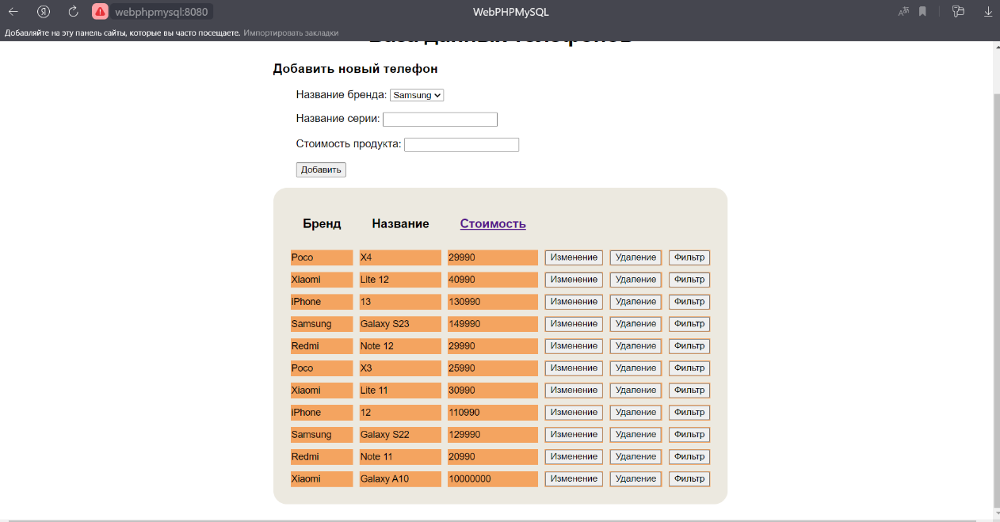 webphpmysql:8080
WebPHPMySQL
Добавляйте на эту панель сайты, которые вы часто посещаете. Импортировать закладки
Добавить новый телефон
Название бренда: Samsung
Название серии:
Стоимость продукта:
Добавить
Бренд Название Стоимость
Poco X4 29990 Изменение Удаление Фильтр
Xiaomi Lite 12 40990 Изменение Удаление Фильтр
iPhone 13 130990 Изменение Удаление Фильтр
Samsung Galaxy S23 149990 Изменение Удаление Фильтр
Redmi Note 12 29990 Изменение Удаление Фильтр
Poco X3 25990 Изменение Удаление Фильтр
Xiaomi Lite 11 30990 Изменение Удаление Фильтр
iPhone 12 110990 Изменение Удаление Фильтр
Samsung Galaxy S22 129990 Изменение Удаление Фильтр
Redmi Note 11 20990 Изменение Удаление Фильтр
Xiaomi Galaxy A10 10000000 Изменение Удаление Фильтр